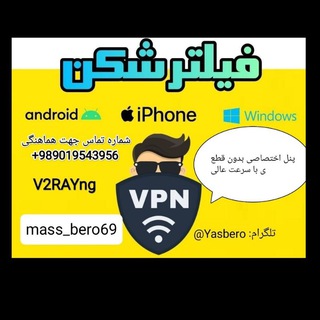 فیلترشکن
android
iPhone
Windows
شماره تماس جهت هماهنگی
+989019543956
V2RAYng
VPN
پنل اختصاصی بدون قطع
ی با سرعت عالی
mass_bero69
تلگرام: @Yasbero